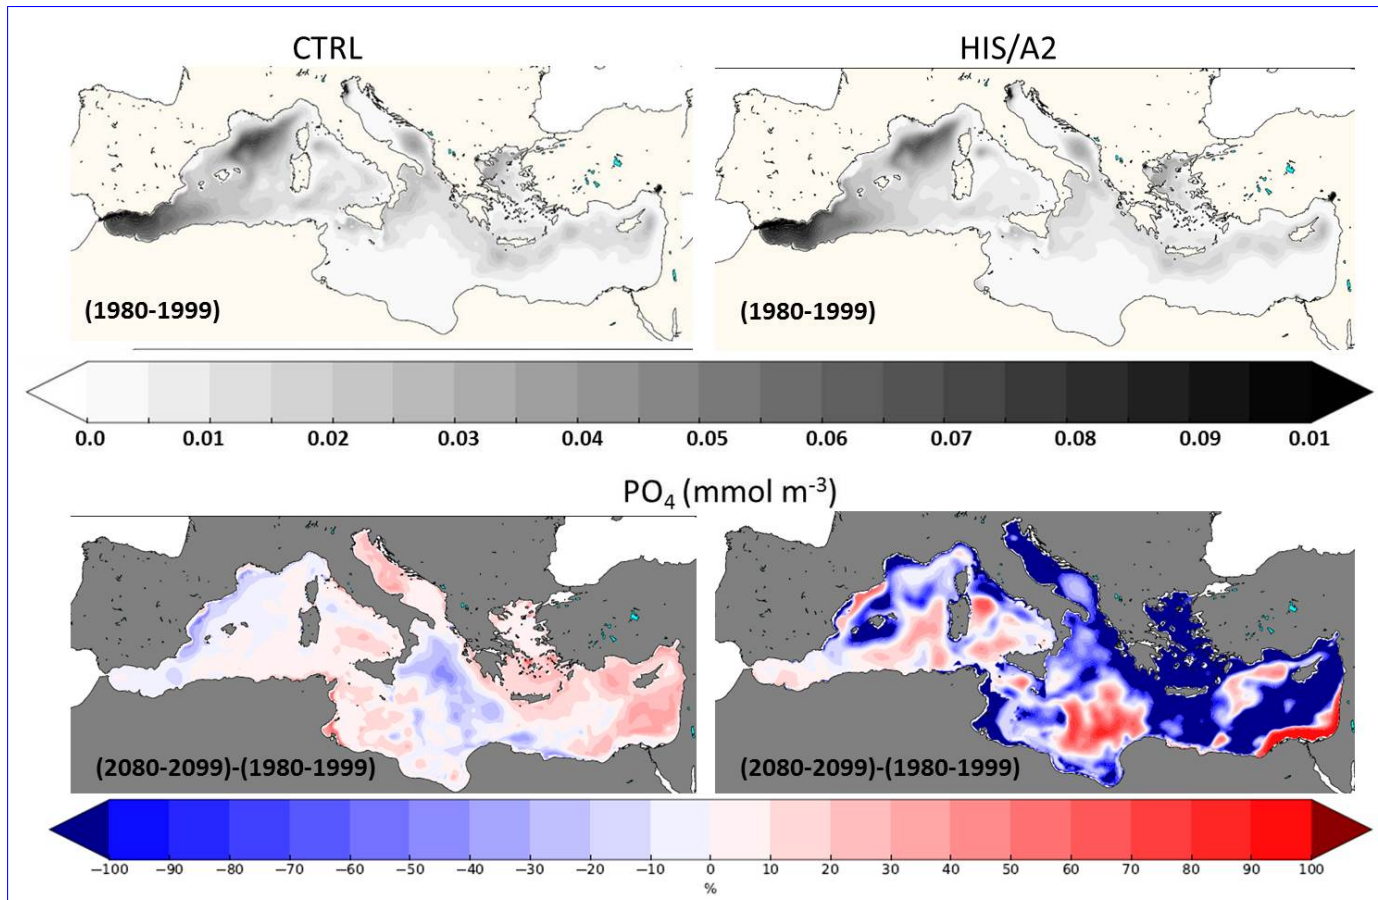 CTRL HIS/A2
(1980-1999) (1980-1999)
0.0 0.01 0.02 0.03 0.04 0.05 0.06 0.07 0.08 0.09 0.01
PO4 (mmol m-3)
(2080-2099)-(1980-1999) (2080-2099)-(1980-1999)
−100 −90 −80 −70 −60 −50 −40 −30 −20 −10 0 10 20 30 40 50 60 70 80 90 100
%